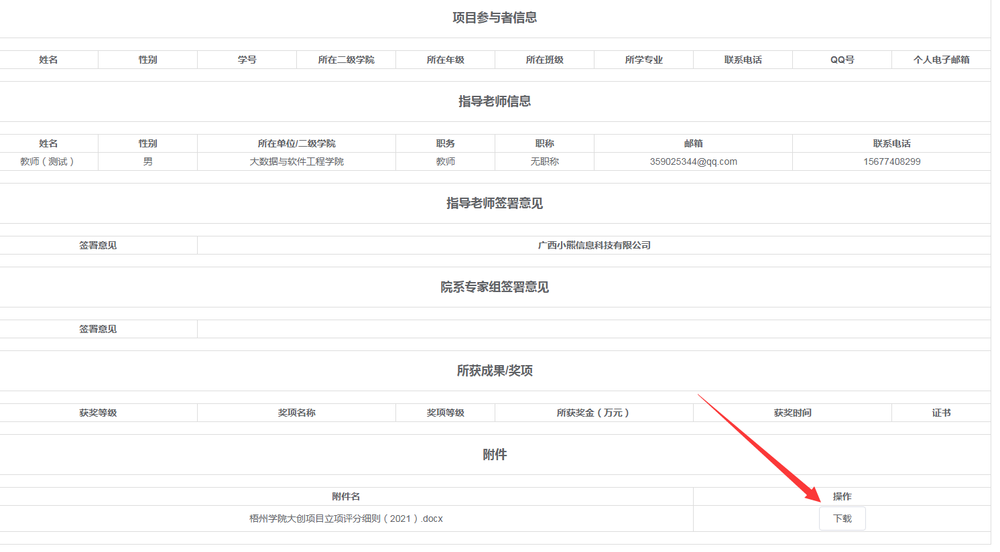 项目参与者信息
姓名 性别 学号 所在二级学院 所在年级 所在班级 所学专业 联系电话 QQ号 个人电子邮箱
指导老师信息
姓名 性别 所在单位/二级学院 职务 职称 邮箱 联系电话
教师（测试） 男 大数据与软件工程学院 教师 无职称 359025344@qq.com 15677408299
指导老师签署意见
签署意见 广西小熊信息科技有限公司
院系专家组签署意见
签署意见
所获成果/奖项
获奖等级 奖项名称 奖项等级 所获奖金（万元） 获奖时间 证书
附件
附件名 操作
梧州学院大创项目立项评分细则（2021）.docx 下载